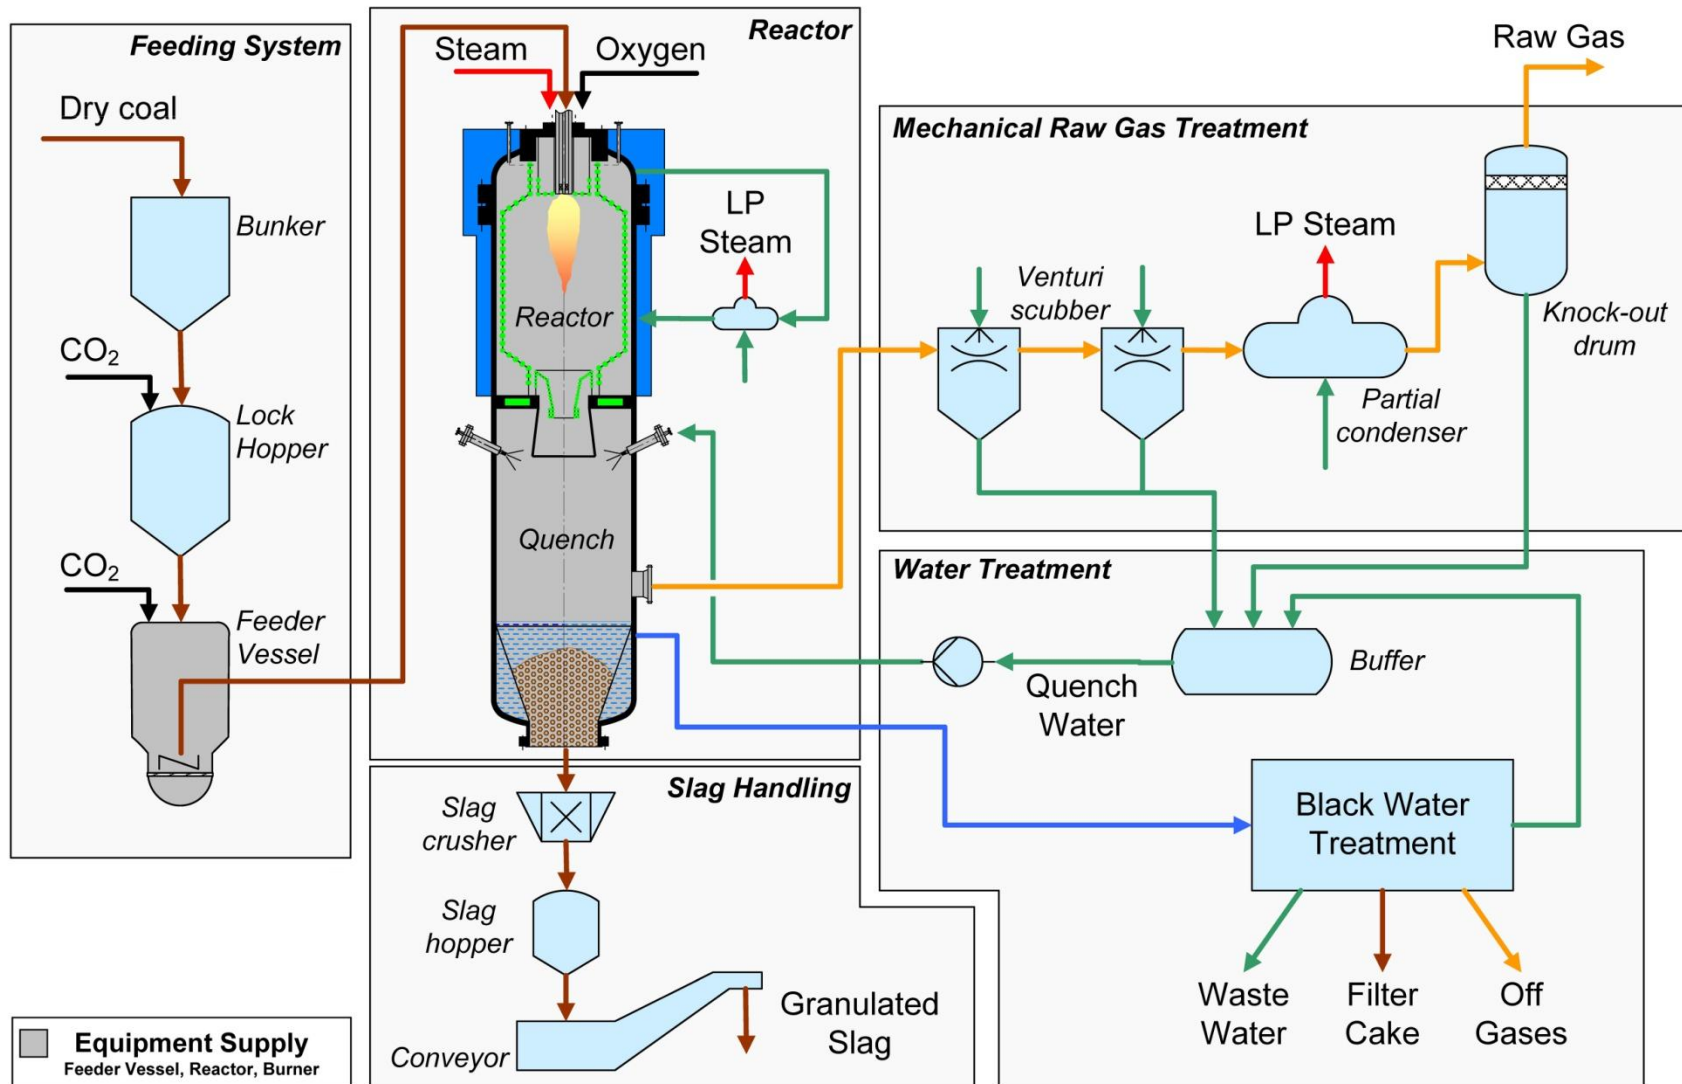 Feeding System
Dry coal
Bunker
CO₂
Lock
Hopper
CO₂
Feeder
Vessel
Equipment Supply
Feeder Vessel, Reactor, Burner
Reactor
Steam
Oxygen
LP
Steam
Reactor
Quench
Slag Handling
Slag
crusher
Slag
hopper
Conveyor
Granulated
Slag
Raw Gas
Mechanical Raw Gas Treatment
Venturi
scubber
LP Steam
Partial
condenser
Knock-out
drum
Water Treatment
Buffer
Quench
Water
Black Water
Treatment
Waste
Water
Filter
Cake
Off
Gases